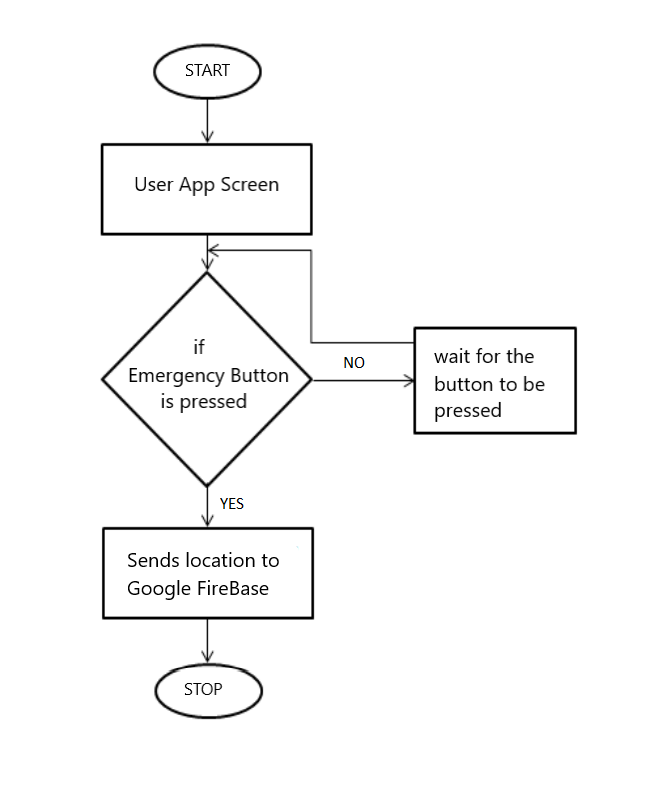 START
User App Screen
if
Emergency Button
is pressed
NO
wait for the
button to be
pressed
YES
Sends location to
Google FireBase
STOP